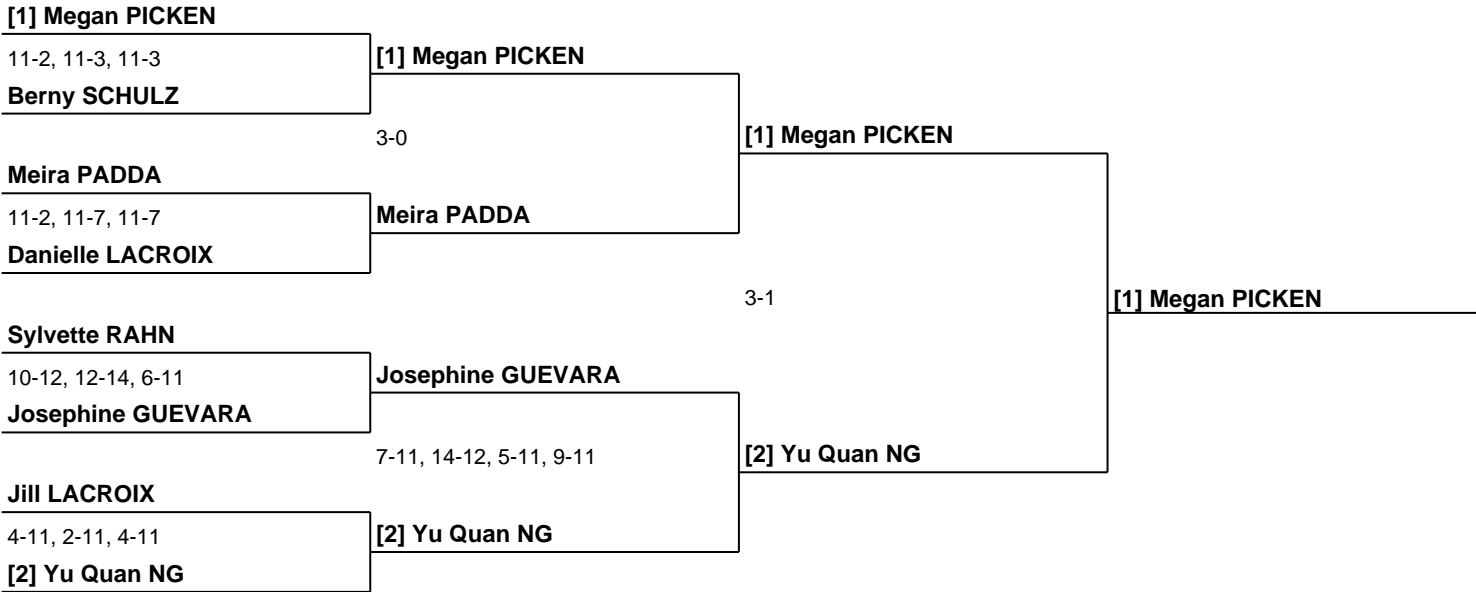 [1] Megan PICKEN
11-2, 11-3, 11-3
Berny SCHULZ
[1] Megan PICKEN
3-0
Meira PADDA
11-2, 11-7, 11-7
Danielle LACROIX
Meira PADDA
[1] Megan PICKEN
3-1
[1] Megan PICKEN
Sylvette RAHN
10-12, 12-14, 6-11
Josephine GUEVARA
Josephine GUEVARA
7-11, 14-12, 5-11, 9-11
[2] Yu Quan NG
Jill LACROIX
4-11, 2-11, 4-11
[2] Yu Quan NG
[2] Yu Quan NG